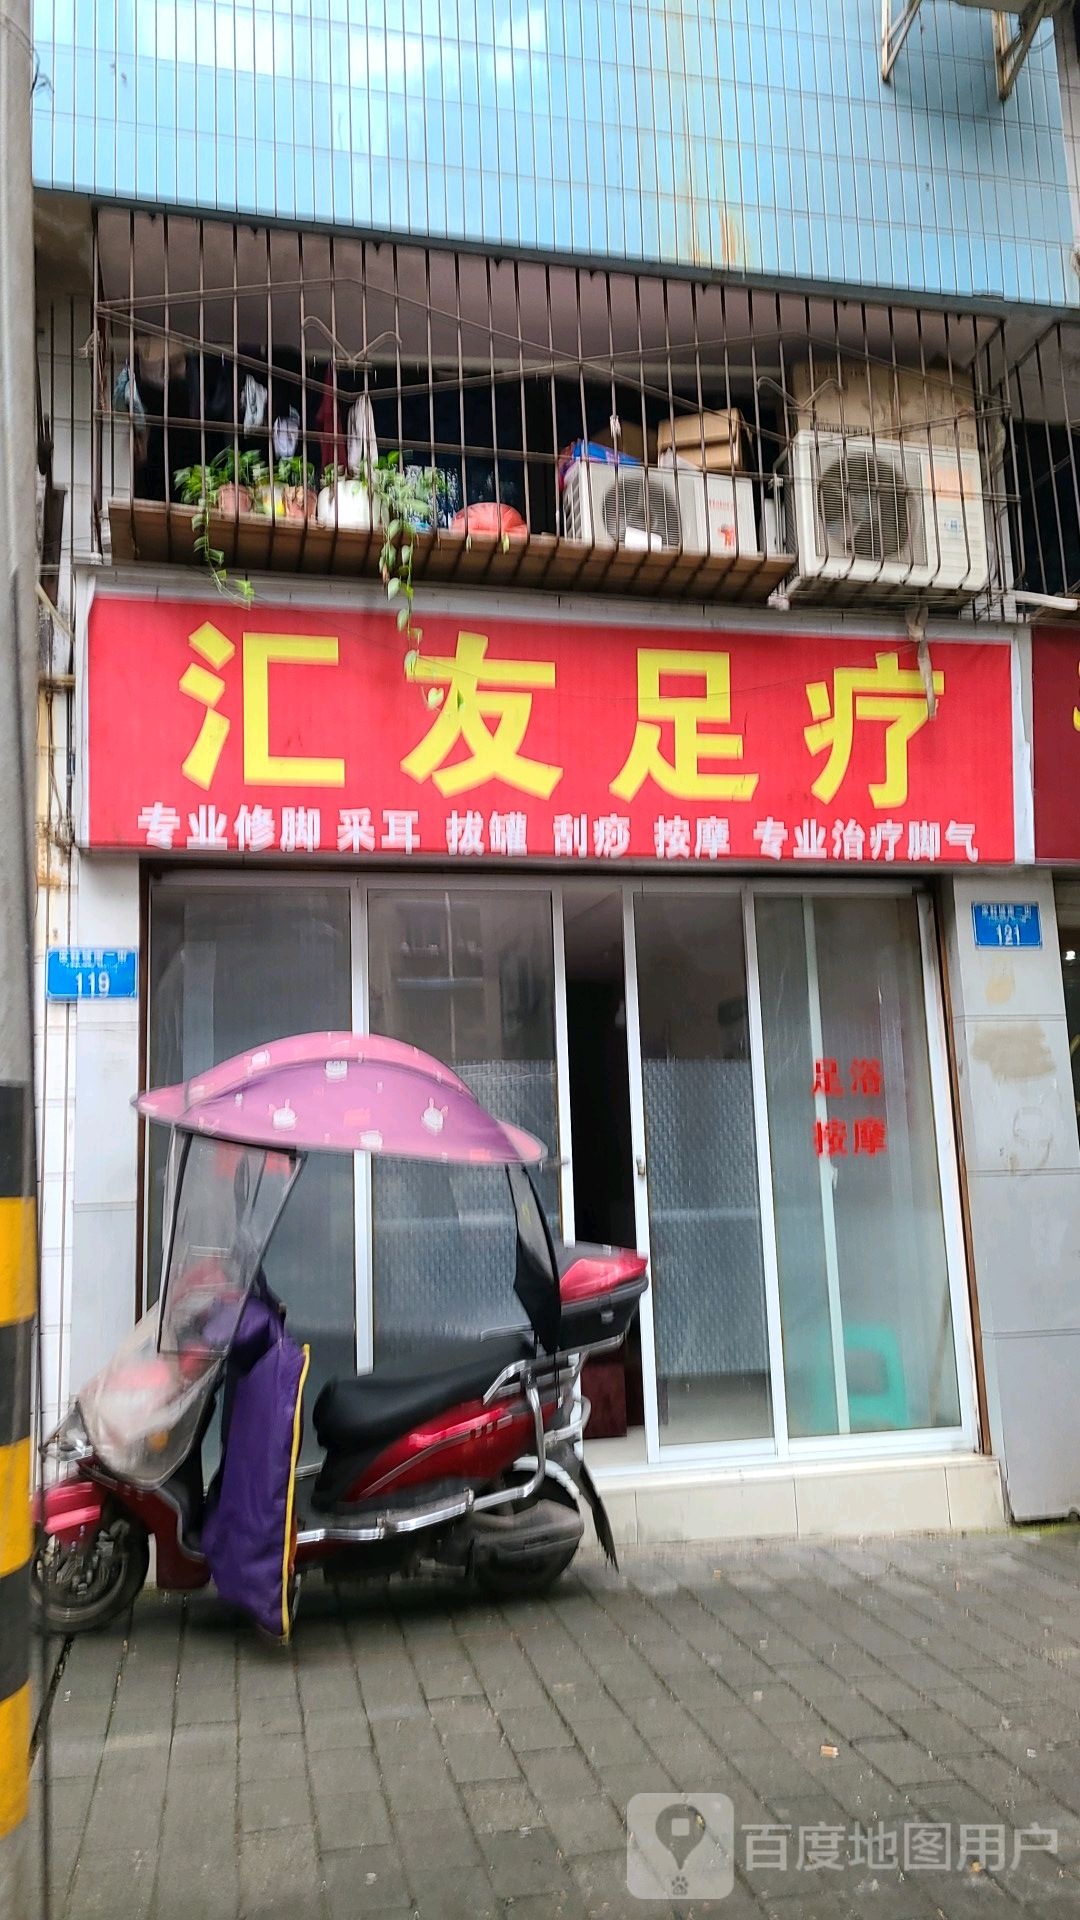 汇友足疗
专业修脚 采耳 拔罐 刮痧 按摩 专业治疗脚气
119
121
足浴
按摩
百度地图用户